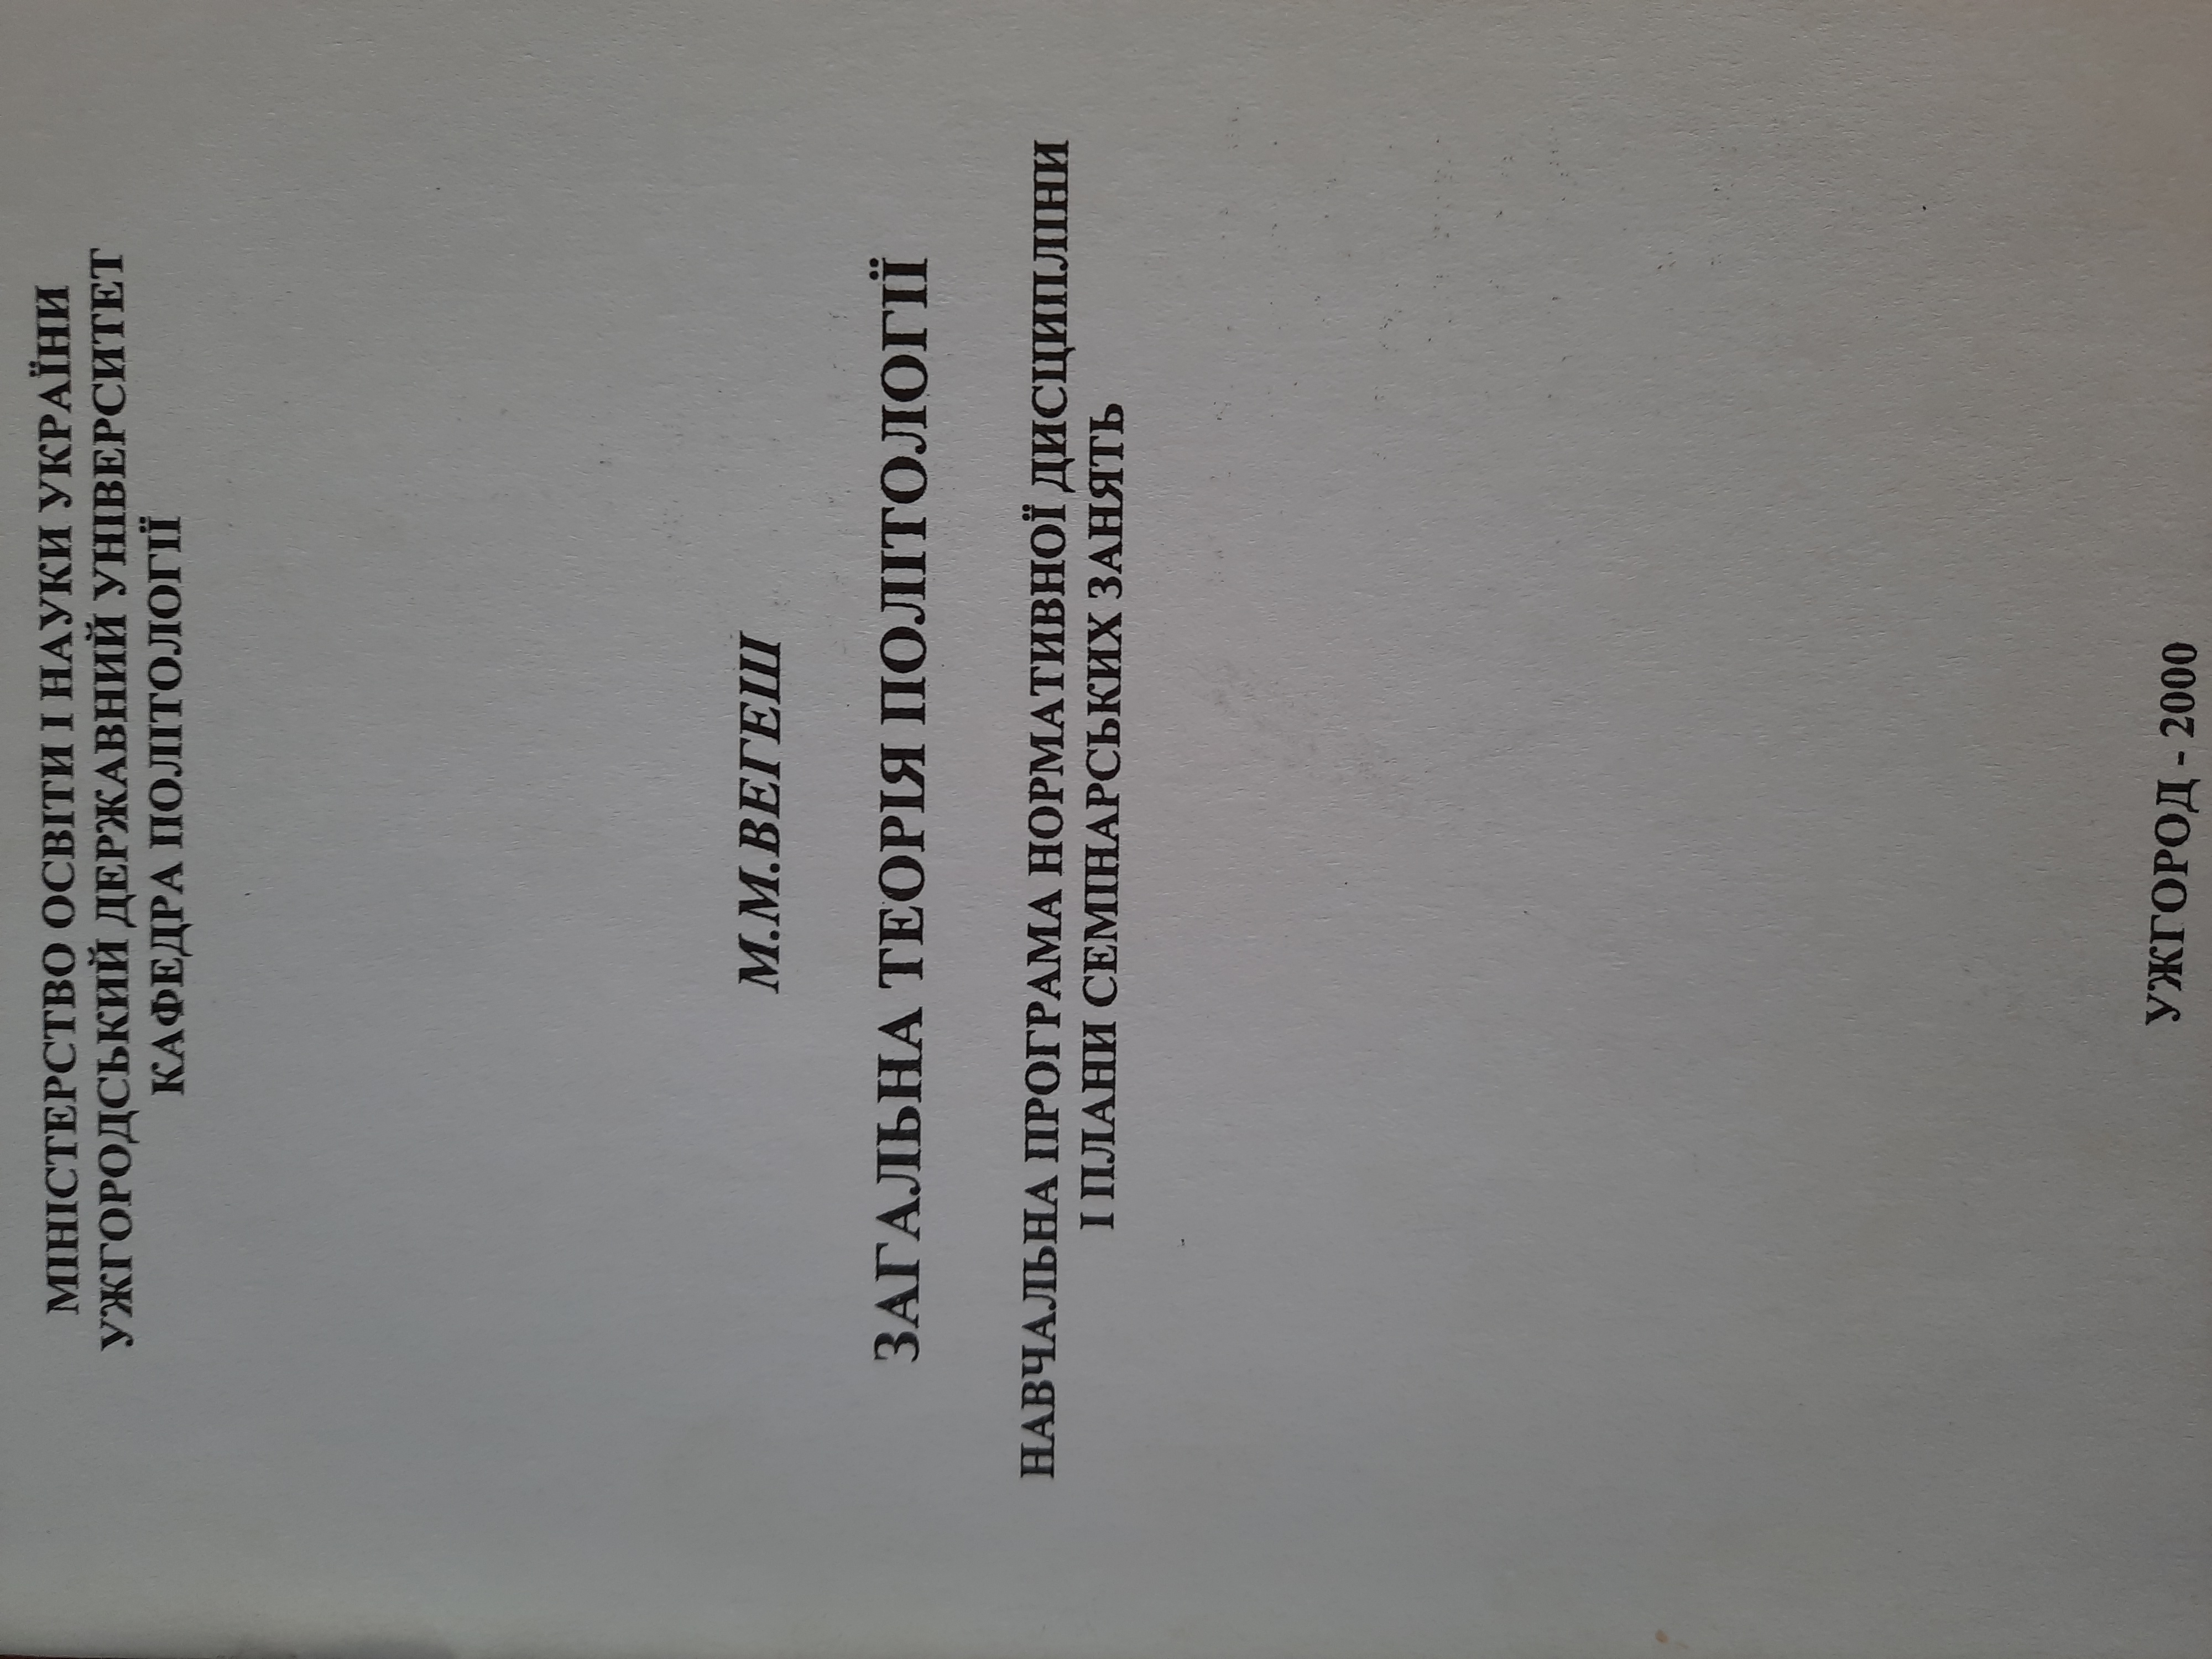 МІНІСТЕРСТВО ОСВІТИ І НАУКИ УКРАЇНИ
УЖГОРОДСЬКИЙ ДЕРЖАВНИЙ УНІВЕРСИТЕТ
КАФЕДРА ПОЛІТОЛОГІЇ
М.М.ВЕГЕШ
ЗАГАЛЬНА ТЕОРІЯ ПОЛІТОЛОГІЇ
НАВЧАЛЬНА ПРОГРАМА НОРМАТИВНОЇ ДИСЦИПЛІНИ
І ПЛАНИ СЕМІНАРСЬКИХ ЗАНЯТЬ
УЖГОРОД - 2000